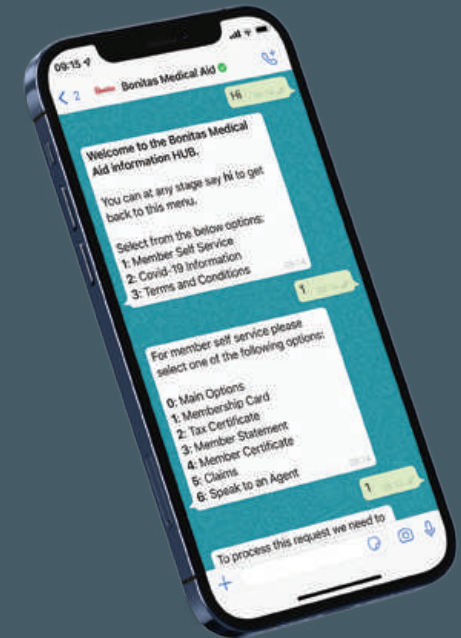 09:15
2
Bonitas Medical Aid
Hi
Welcome to the Bonitas Medical
Aid information HUB.
You can at any stage say hi to get
back to this menu.
Select from the below options:
1: Member Self Service
2: Covid-19 Information
3: Terms and Conditions
09:14
1
For member self service please
select one of the following options:
0: Main Options
1: Membership Card
2: Tax Certificate
3: Member Statement
4: Member Certificate
5: Claims
6: Speak to an Agent
09:14
1
To process this request we need to